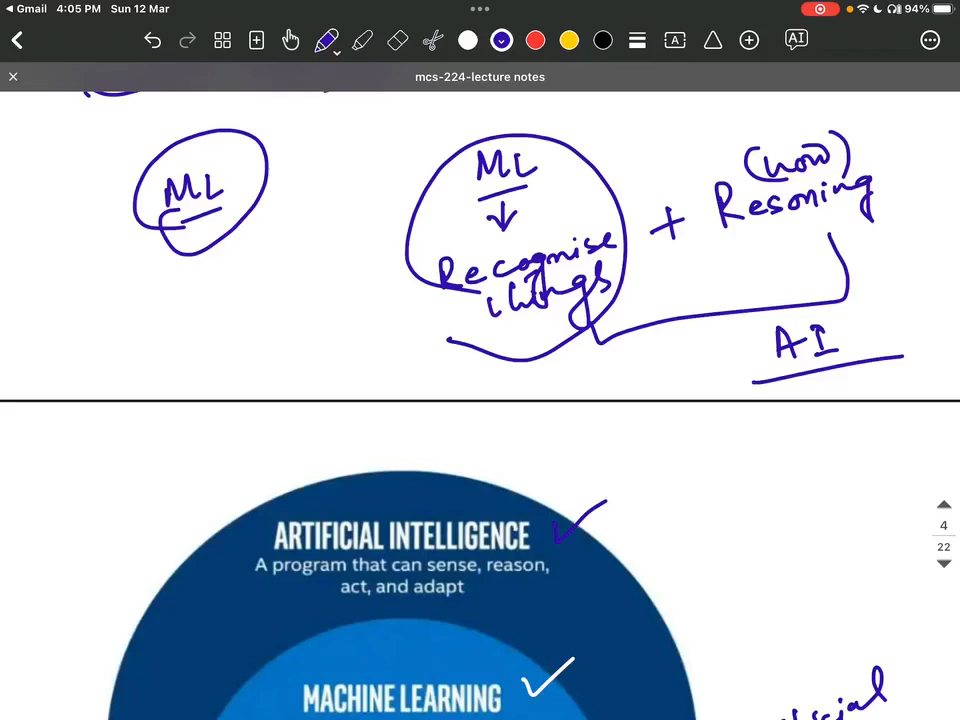 Gmail 4:05 PM Sun 12 Mar 94%
A AI
mcs-224-lecture notes
ML
ML
Recognise
things
+
(how)
Resoning
AI
ARTIFICIAL INTELLIGENCE
A program that can sense, reason,
act, and adapt
4
22
MACHINE LEARNING